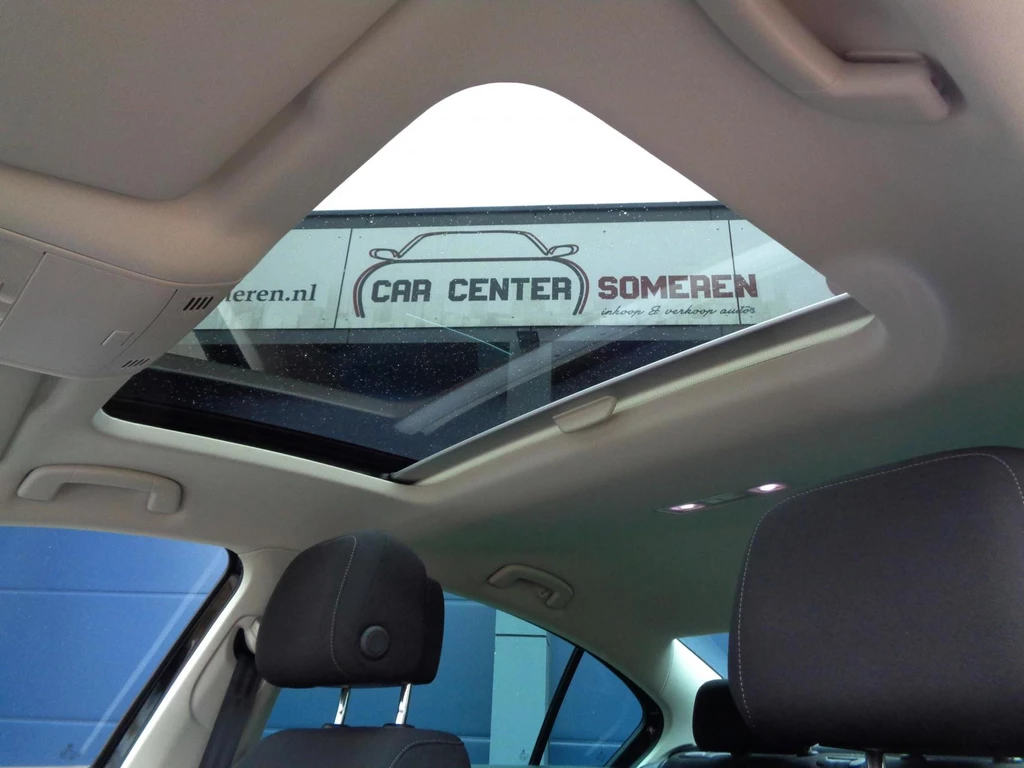 CAR CENTER SOMEREN
inkoop & verkoop auto's
eren.nl